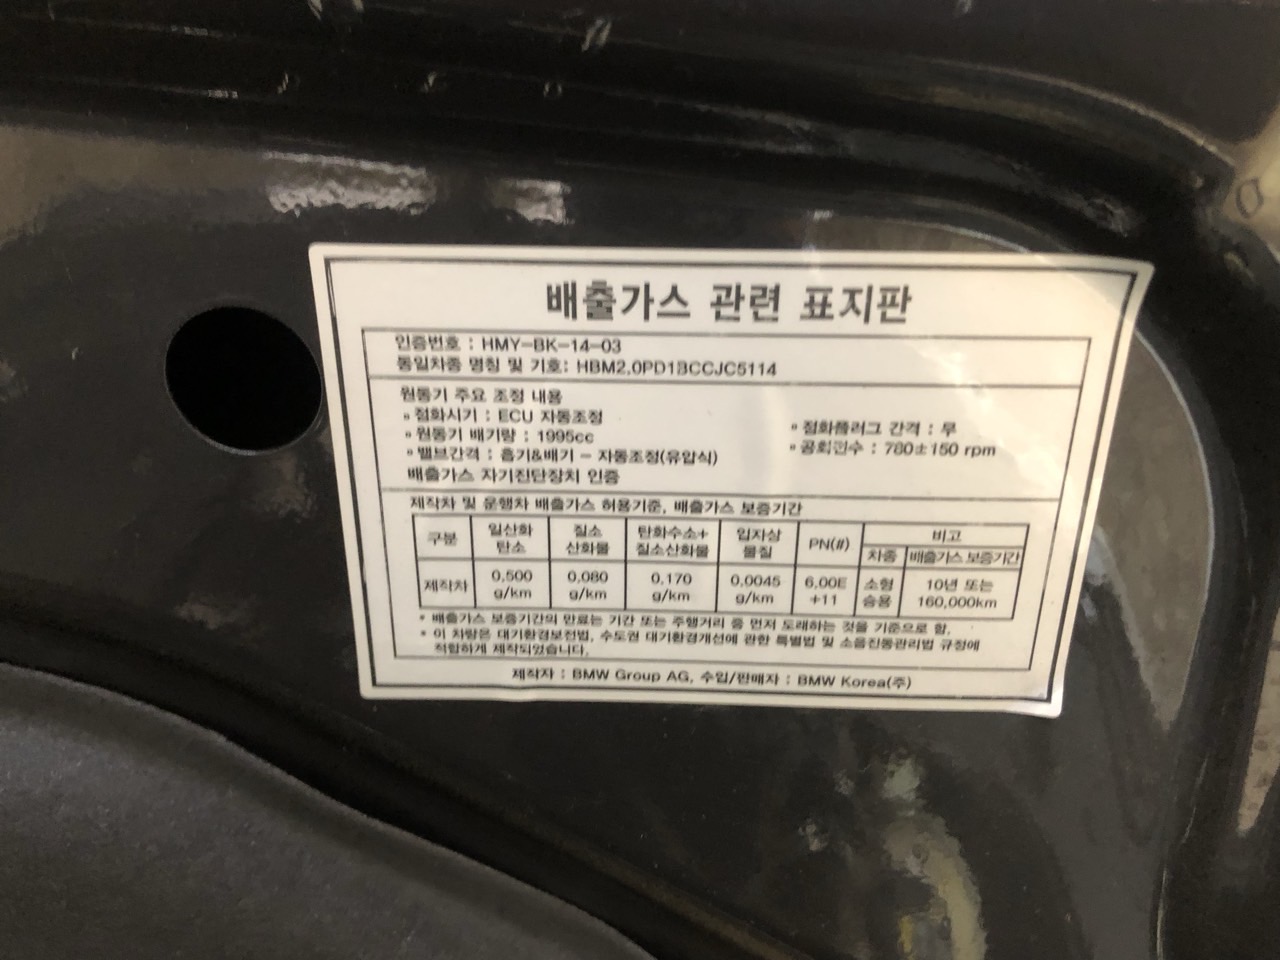 배출가스 관련 표지판
인증번호 : HMY-BK-14-03
동일차종 명칭 및 기호: HBM2.0PD1BCCJC5114
원동기 주요 조정 내용
• 점화시기 : ECU 자동조정
• 점화플러그 간격 : 무
• 원동기 배기량 : 1995cc
• 공회전수 : 780±150 rpm
• 밸브간격 : 흡기&배기 - 자동조정(유압식)
배출가스 자기진단장치 인증
제작차 및 운행차 배출가스 허용기준, 배출가스 보증기간
구분 일산화탄소 질소산화물 탄화수소+질소산화물 입자상물질 PN(#) 비고
차종 배출가스 보증기간
제작차 0.500 g/km 0.080 g/km 0.170 g/km 0.0045 g/km 6.00E+11 소형승용 10년 또는 160,000km
* 배출가스 보증기간의 만료는 기간 또는 주행거리 중 먼저 도래하는 것을 기준으로 함.
* 이 차량은 대기환경보전법, 수도권 대기환경개선에 관한 특별법 및 소음진동관리법 규정에
적합하게 제작되었습니다.
제작자 : BMW Group AG, 수입/판매자 : BMW Korea(주)